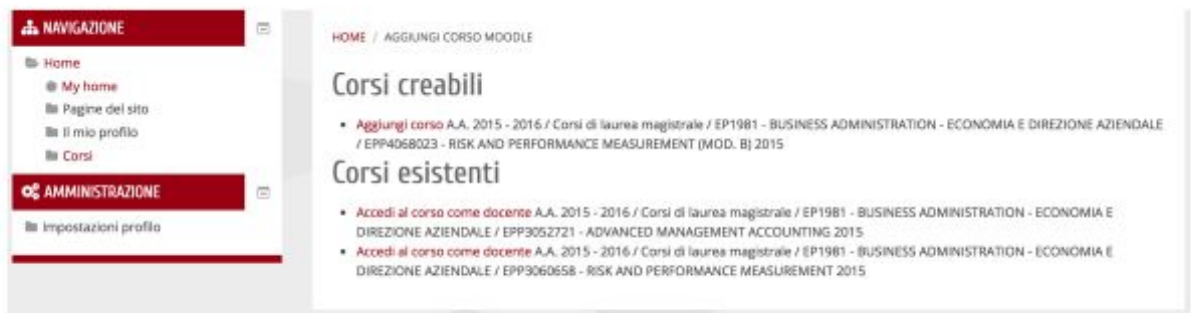 NAVIGAZIONE
Home
My home
Pagine del sito
Il mio profilo
Corsi
AMMINISTRAZIONE
Impostazioni profilo
HOME / AGGIUNGI CORSO MOODLE
Corsi creabili
Aggiungi corso A.A. 2015 - 2016 / Corsi di laurea magistrale / EP1981 - BUSINESS ADMINISTRATION - ECONOMIA E DIREZIONE AZIENDALE
/ EPP4068023 - RISK AND PERFORMANCE MEASUREMENT (MOD. B) 2015
Corsi esistenti
Accedi al corso come docente A.A. 2015 - 2016 / Corsi di laurea magistrale / EP1981 - BUSINESS ADMINISTRATION - ECONOMIA E
DIREZIONE AZIENDALE / EPP3052721 - ADVANCED MANAGEMENT ACCOUNTING 2015
Accedi al corso come docente A.A. 2015 - 2016 / Corsi di laurea magistrale / EP1981 - BUSINESS ADMINISTRATION - ECONOMIA E
DIREZIONE AZIENDALE / EPP3060658 - RISK AND PERFORMANCE MEASUREMENT 2015